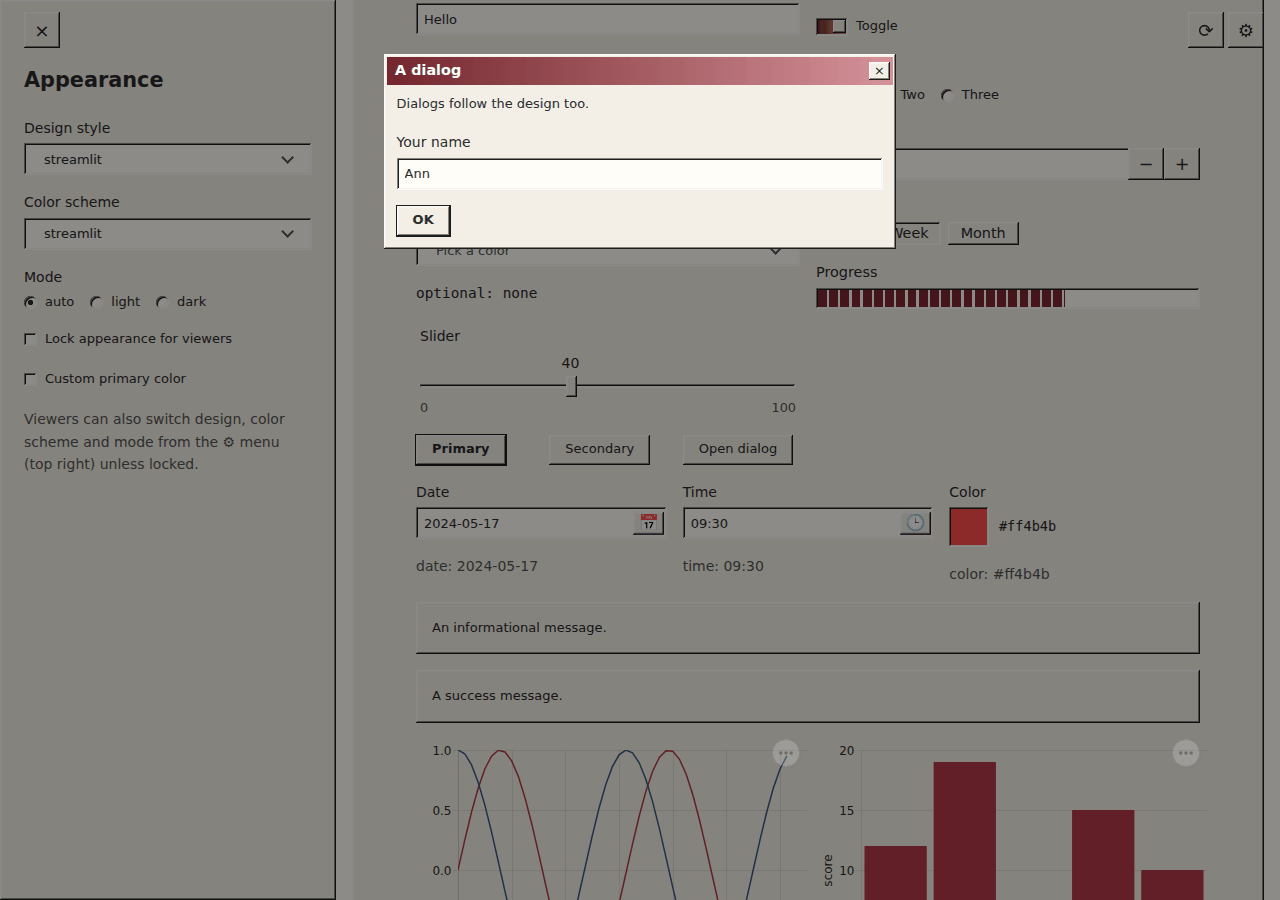 ×
Appearance
Design style
streamlit
Color scheme
streamlit
Mode
auto light dark
Lock appearance for viewers
Custom primary color
Viewers can also switch design, color
scheme and mode from the ⚙ menu
(top right) unless locked.
Hello
Toggle
⟳ ⚙
A dialog ×
Dialogs follow the design too.
Your name
Ann
OK
Two Three
− +
Week Month
Pick a color
optional: none
Progress
Slider
40
0 100
Primary Secondary Open dialog
Date Time Color
2024-05-17 09:30 #ff4b4b
date: 2024-05-17 time: 09:30 color: #ff4b4b
An informational message.
A success message.
1.0
0.5
0.0
20
15
10
score